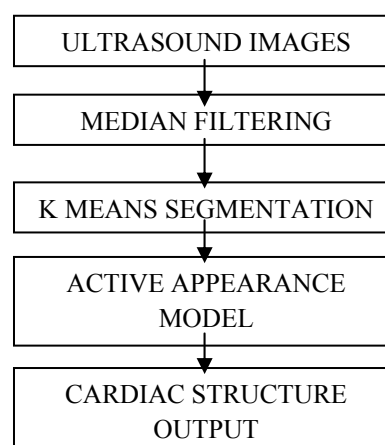 ULTRASOUND IMAGES
MEDIAN FILTERING
K MEANS SEGMENTATION
ACTIVE APPEARANCE
MODEL
CARDIAC STRUCTURE
OUTPUT